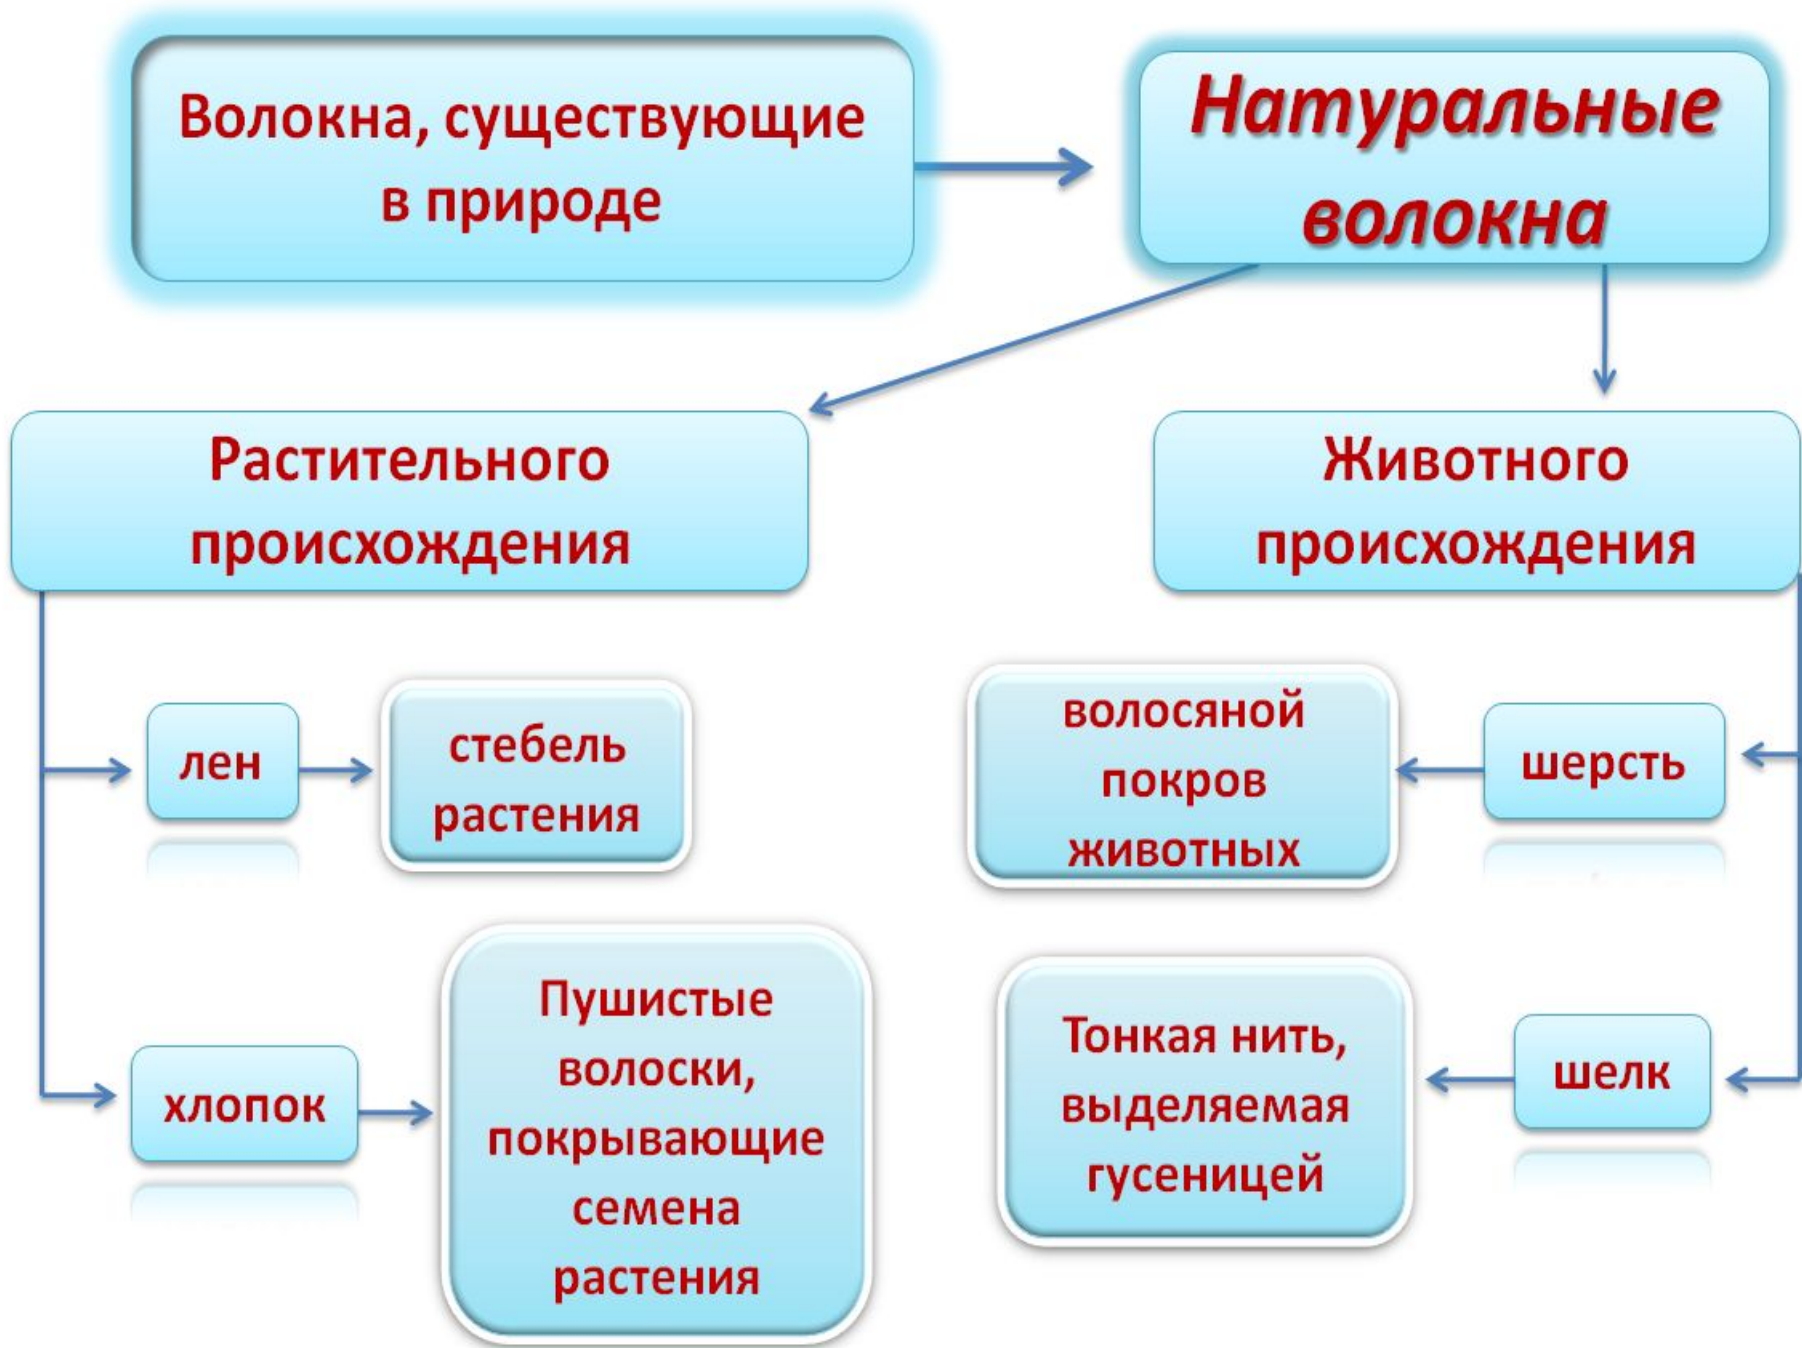 Волокна, существующие
в природе
Натуральные
волокна
Растительного
происхождения
Животного
происхождения
лен
стебель
растения
волосяной
покров
животных
шерсть
хлопок
Пушистые
волоски,
покрывающие
семена
растения
Тонкая нить,
выделяемая
гусеницей
шелк